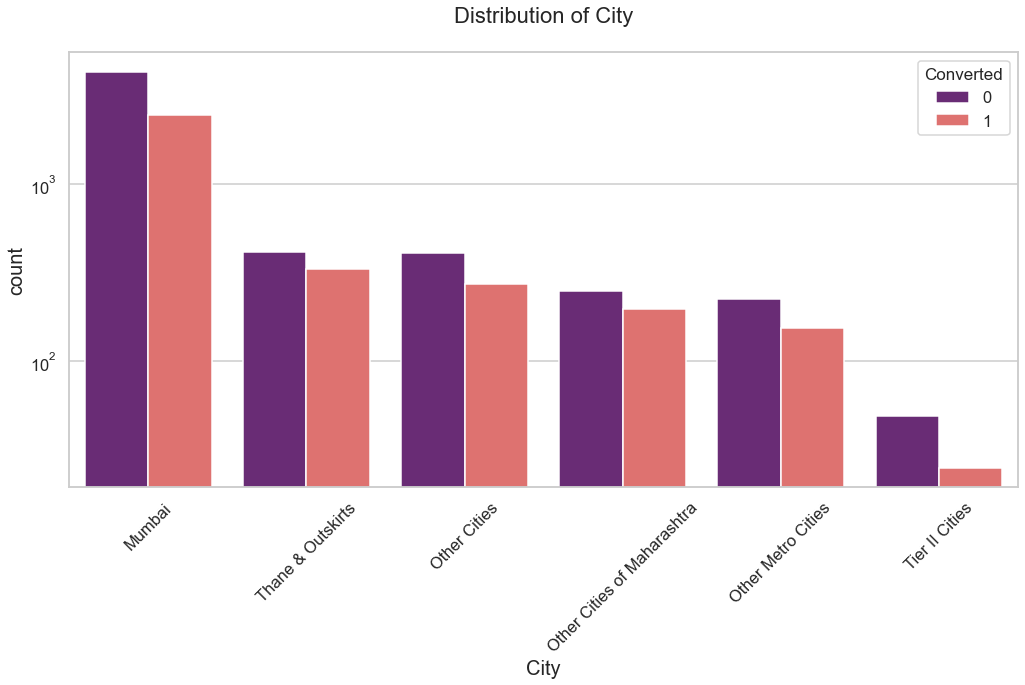 Distribution of City
Converted
0
1
10³
10²
count
Mumbai
Thane & Outskirts
Other Cities
Other Cities of Maharashtra
Other Metro Cities
Tier II Cities
City